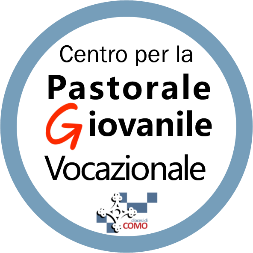 Centro per la
Pastorale
Giovanile
Vocazionale
COMO